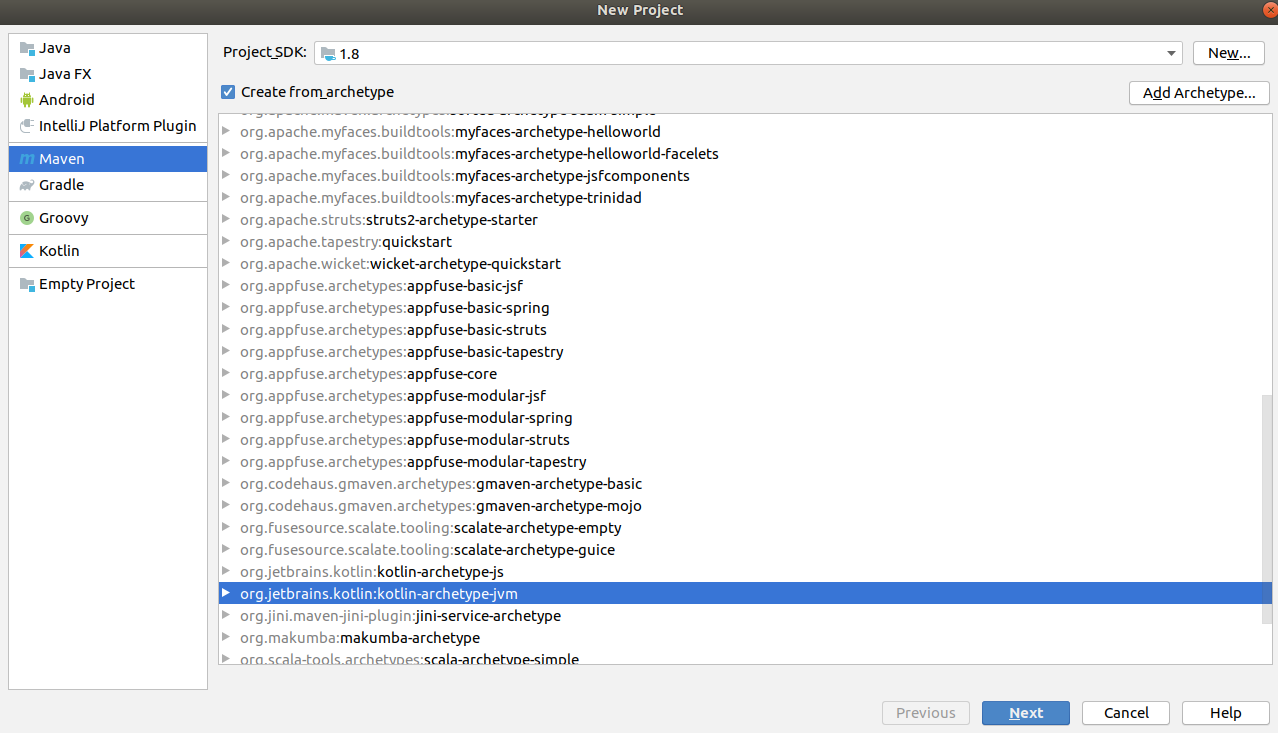 New Project
Java
Java FX
Android
IntelliJ Platform Plugin
Maven
Gradle
Groovy
Kotlin
Empty Project
Project SDK: 1.8 New...
Create from archetype
Add Archetype...
org.apache.myfaces.buildtools:myfaces-archetype-helloworld
org.apache.myfaces.buildtools:myfaces-archetype-helloworld-facelets
org.apache.myfaces.buildtools:myfaces-archetype-jsfcomponents
org.apache.myfaces.buildtools:myfaces-archetype-trinidad
org.apache.struts:struts2-archetype-starter
org.apache.tapestry:quickstart
org.apache.wicket:wicket-archetype-quickstart
org.appfuse.archetypes:appfuse-basic-jsf
org.appfuse.archetypes:appfuse-basic-spring
org.appfuse.archetypes:appfuse-basic-struts
org.appfuse.archetypes:appfuse-basic-tapestry
org.appfuse.archetypes:appfuse-core
org.appfuse.archetypes:appfuse-modular-jsf
org.appfuse.archetypes:appfuse-modular-spring
org.appfuse.archetypes:appfuse-modular-struts
org.appfuse.archetypes:appfuse-modular-tapestry
org.codehaus.gmaven.archetypes:gmaven-archetype-basic
org.codehaus.gmaven.archetypes:gmaven-archetype-mojo
org.fusesource.scalate.tooling:scalate-archetype-empty
org.fusesource.scalate.tooling:scalate-archetype-guice
org.jetbrains.kotlin:kotlin-archetype-js
org.jetbrains.kotlin:kotlin-archetype-jvm
org.jini.maven-jini-plugin:jini-service-archetype
org.makumba:makumba-archetype
org.scala-tools.archetypes:scala-archetype-simple
Previous Next Cancel Help